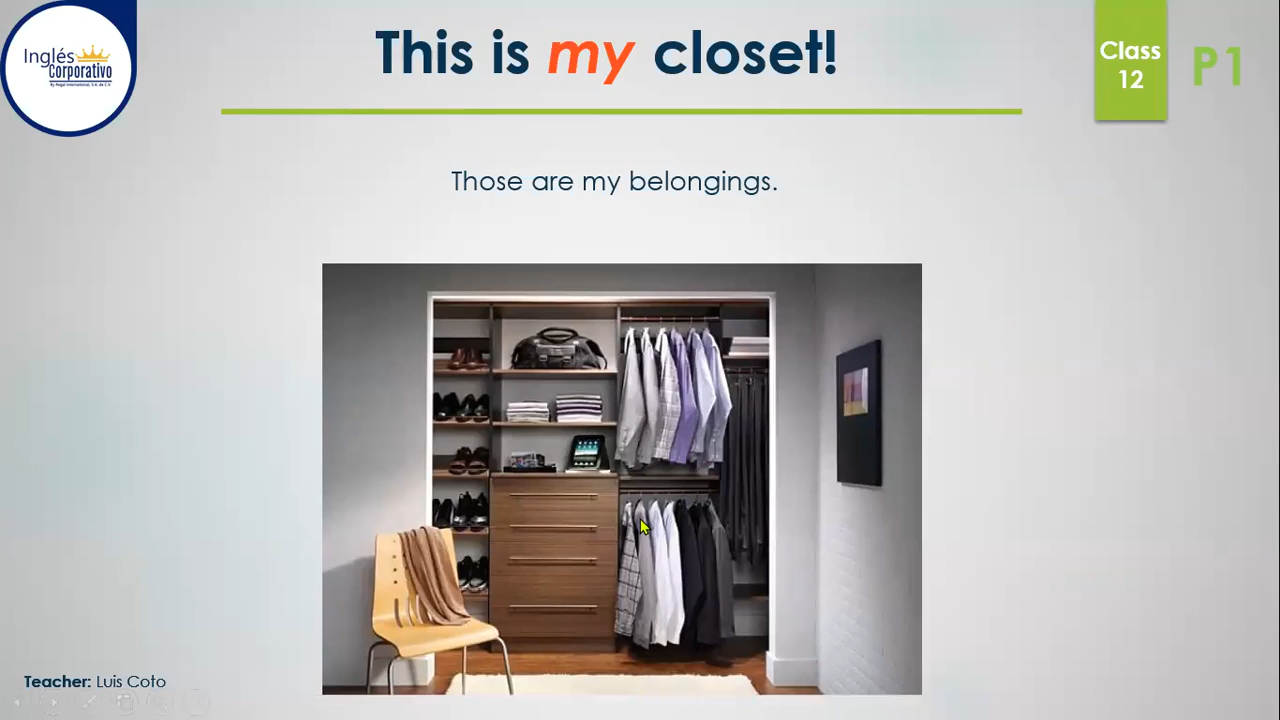 Inglés
Corporativo
This is my closet!
Class
12
P1
Those are my belongings.
Teacher: Luis Coto